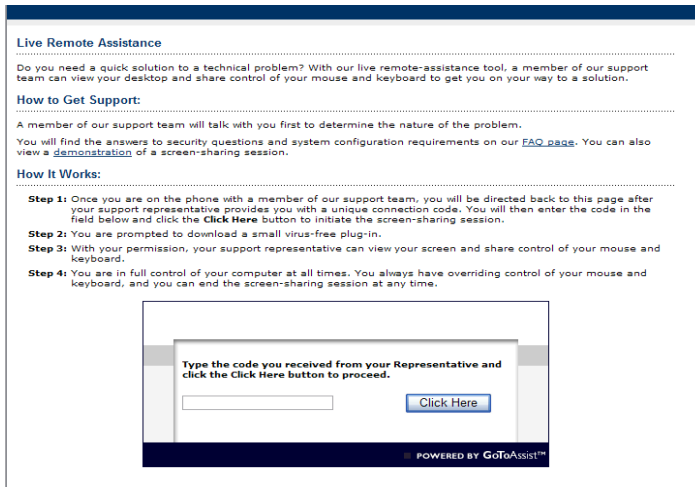 Live Remote Assistance
Do you need a quick solution to a technical problem? With our live remote-assistance tool, a member of our support
team can view your desktop and share control of your mouse and keyboard to get you on your way to a solution.
How to Get Support:
A member of our support team will talk with you first to determine the nature of the problem.
You will find the answers to security questions and system configuration requirements on our FAQ page. You can also
view a demonstration of a screen-sharing session.
How It Works:
Step 1: Once you are on the phone with a member of our support team, you will be directed back to this page after
your support representative provides you with a unique connection code. You will then enter the code in the
field below and click the Click Here button to initiate the screen-sharing session.
Step 2: You are prompted to download a small virus-free plug-in.
Step 3: With your permission, your support representative can view your screen and share control of your mouse and
keyboard.
Step 4: You are in full control of your computer at all times. You always have overriding control of your mouse and
keyboard, and you can end the screen-sharing session at any time.
Type the code you received from your Representative and
click the Click Here button to proceed.
Click Here
POWERED BY GoToAssist™